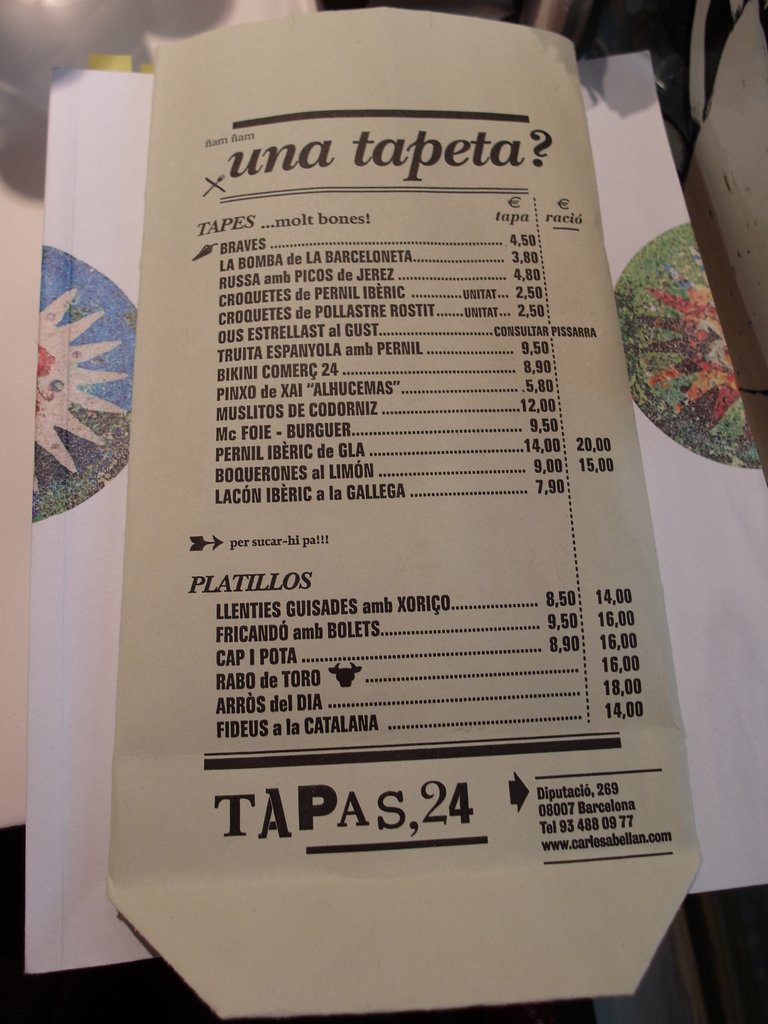 ñam ñam
una tapeta?
TAPES ...molt bones! € tapa € ració
BRAVES 4,50
LA BOMBA de LA BARCELONETA 3,80
RUSSA amb PICOS de JEREZ 4,80
CROQUETES de PERNIL IBÈRIC UNITAT 2,50
CROQUETES de POLLASTRE ROSTIT UNITAT 2,50
OUS ESTRELLAST al GUST CONSULTAR PISSARRA
TRUITA ESPANYOLA amb PERNIL 9,50
BIKINI COMERÇ 24 8,90
PINXO de XAI "ALHUCEMAS" 5,80
MUSLITOS DE CODORNIZ 12,00
Mc FOIE - BURGUER 9,50
PERNIL IBÈRIC de GLA 14,00 20,00
BOQUERONES al LIMÓN 9,00 15,00
LACÓN IBÈRIC a la GALLEGA 7,90
per sucar-hi pa!!!
PLATILLOS
LLENTIES GUISADES amb XORIÇO 8,50 14,00
FRICANDÓ amb BOLETS 9,50 16,00
CAP I POTA 8,90 16,00
RABO de TORO 16,00
ARRÒS del DIA 18,00
FIDEUS a la CATALANA 14,00
TAPAS,24
Diputació, 269
08007 Barcelona
Tel 93 488 09 77
www.carlesabellan.com